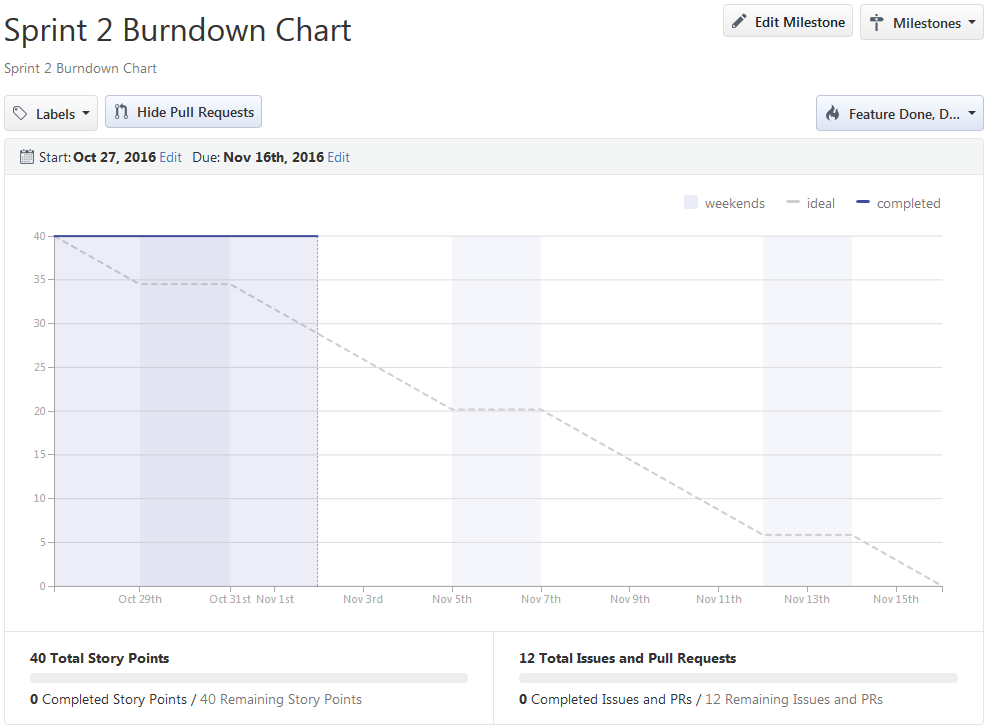 Sprint 2 Burndown Chart
Edit Milestone
Milestones
Sprint 2 Burndown Chart
Labels
Hide Pull Requests
Feature Done, D...
Start: Oct 27, 2016 Edit Due: Nov 16th, 2016 Edit
weekends ideal completed
40
35
30
25
20
15
10
5
0
Oct 29th Oct 31st Nov 1st Nov 3rd Nov 5th Nov 7th Nov 9th Nov 11th Nov 13th Nov 15th
40 Total Story Points
0 Completed Story Points / 40 Remaining Story Points
12 Total Issues and Pull Requests
0 Completed Issues and PRs / 12 Remaining Issues and PRs